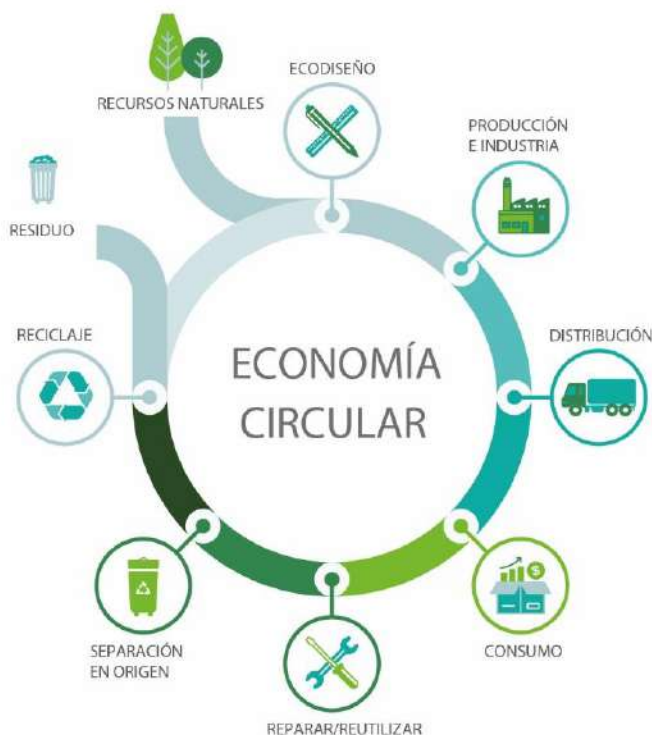 ECODISEÑO
RECURSOS NATURALES
PRODUCCIÓN
E INDUSTRIA
RESIDUO
RECICLAJE
DISTRIBUCIÓN
ECONOMÍA
CIRCULAR
SEPARACIÓN
EN ORIGEN
CONSUMO
REPARAR/REUTILIZAR
$